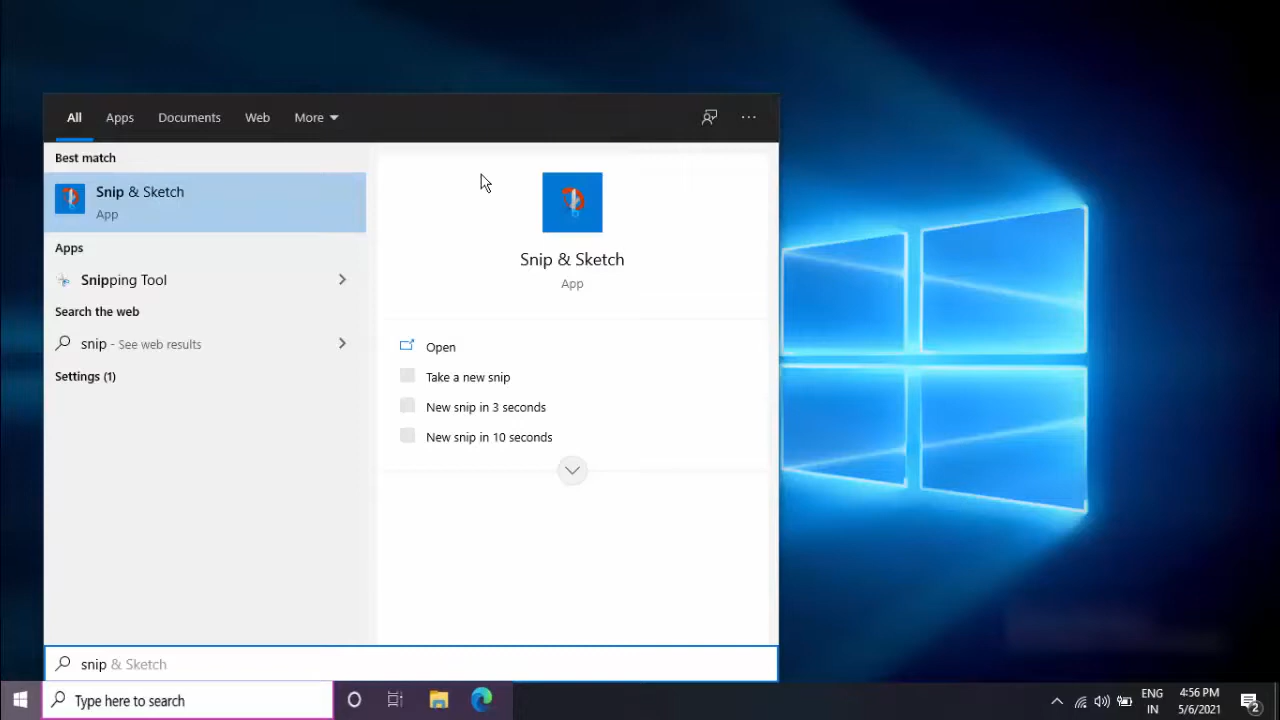 All Apps Documents Web More
Best match
Snip & Sketch
App
Apps
Snipping Tool
Search the web
snip - See web results
Settings (1)
Snip & Sketch
App
Open
Take a new snip
New snip in 3 seconds
New snip in 10 seconds
snip & Sketch
Type here to search
ENG
IN
4:56 PM
5/6/2021
2